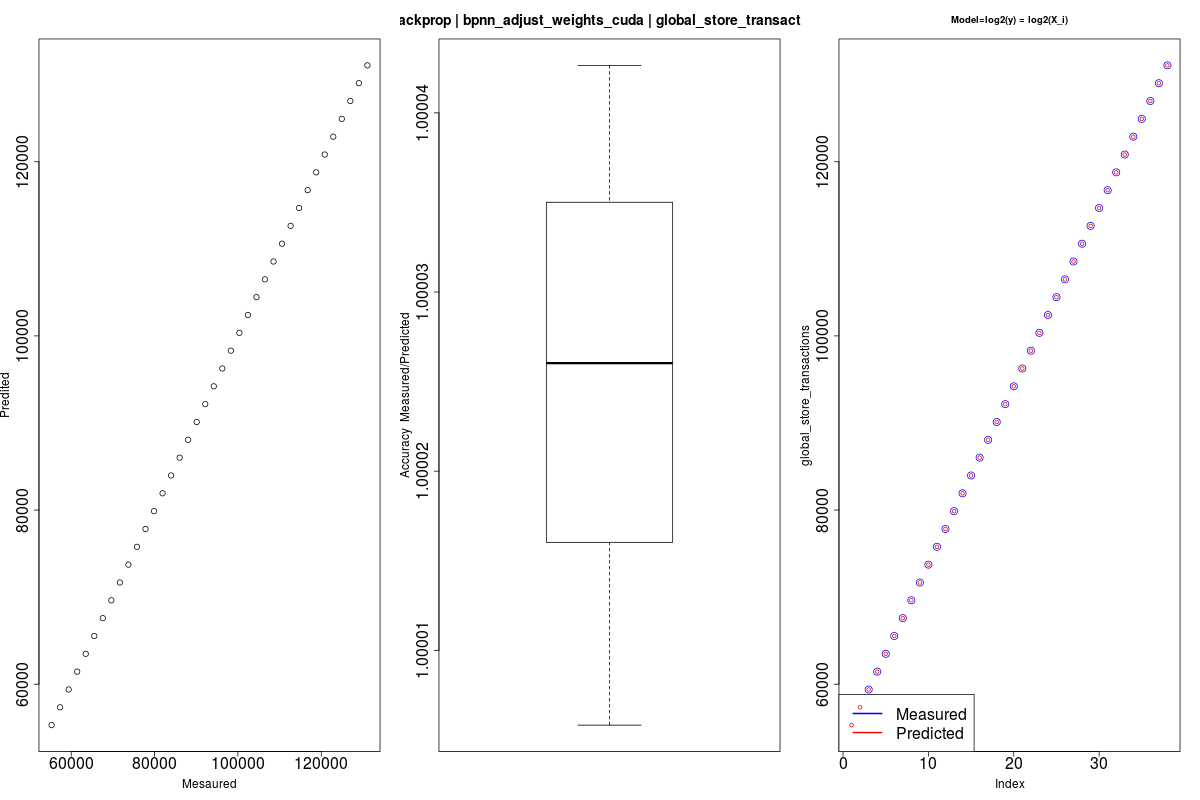 ackprop | bpnn_adjust_weights_cuda | global_store_transact
Model=log2(y) = log2(X_i)
Predited
120000
100000
80000
60000
60000
80000
100000
120000
Mesaured
Accuracy Measured/Predicted
1.00004
1.00003
1.00002
1.00001
global_store_transactions
120000
100000
80000
60000
Measured
Predicted
0
10
20
30
Index